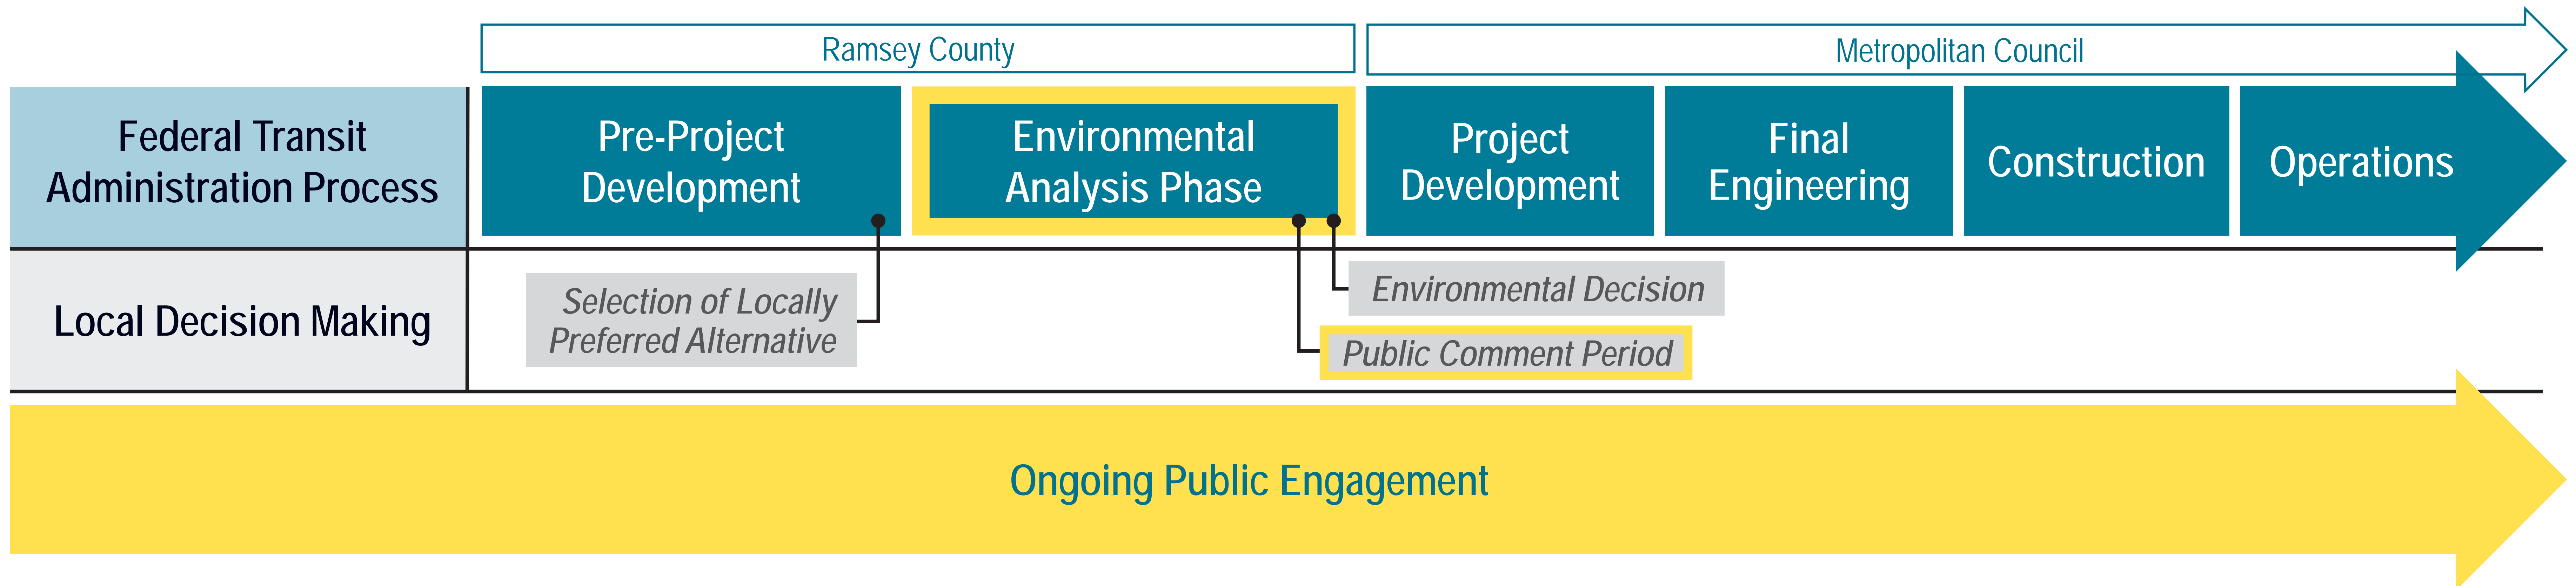 Ramsey County
Metropolitan Council
Federal Transit
Administration Process
Pre-Project
Development
Environmental
Analysis Phase
Project
Development
Final
Engineering
Construction
Operations
Local Decision Making
Selection of Locally
Preferred Alternative
Environmental Decision
Public Comment Period
Ongoing Public Engagement